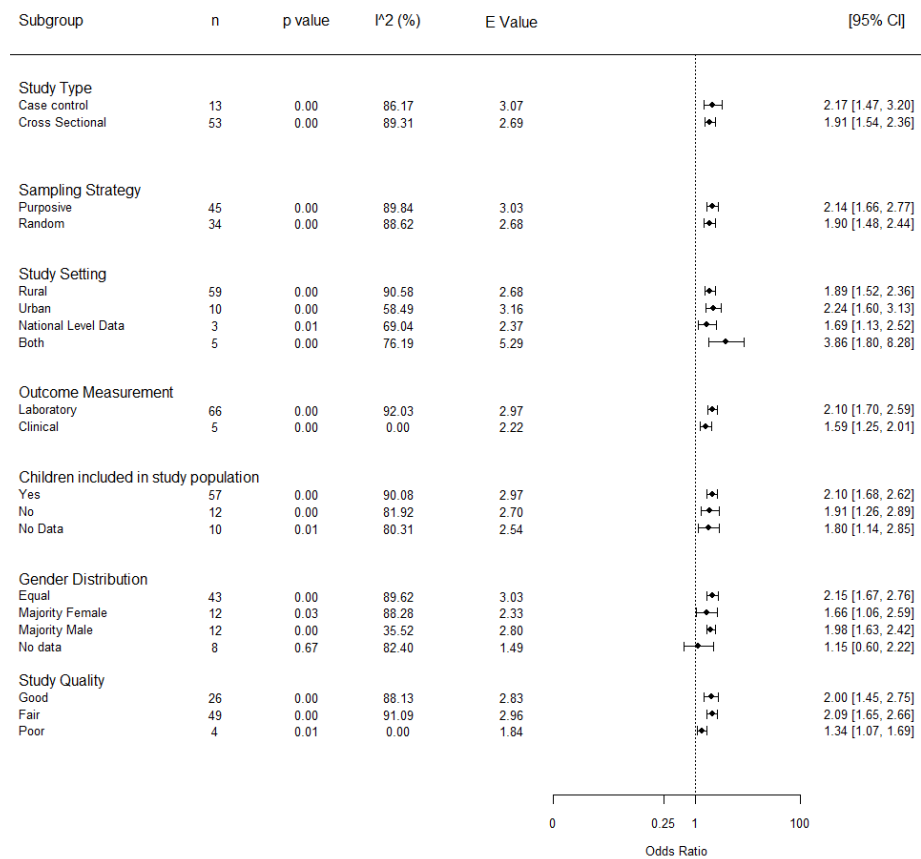 Subgroup n p value I^2 (%) E Value [95% CI]
Study Type
Case control 13 0.00 86.17 3.07 2.17 [1.47, 3.20]
Cross Sectional 53 0.00 89.31 2.69 1.91 [1.54, 2.36]
Sampling Strategy
Purposive 45 0.00 89.84 3.03 2.14 [1.66, 2.77]
Random 34 0.00 88.62 2.68 1.90 [1.48, 2.44]
Study Setting
Rural 59 0.00 90.58 2.68 1.89 [1.52, 2.36]
Urban 10 0.00 58.49 3.16 2.24 [1.60, 3.13]
National Level Data 3 0.01 69.04 2.37 1.69 [1.13, 2.52]
Both 5 0.00 76.19 5.29 3.86 [1.80, 8.28]
Outcome Measurement
Laboratory 66 0.00 92.03 2.97 2.10 [1.70, 2.59]
Clinical 5 0.00 0.00 2.22 1.59 [1.25, 2.01]
Children included in study population
Yes 57 0.00 90.08 2.97 2.10 [1.68, 2.62]
No 12 0.00 81.92 2.70 1.91 [1.26, 2.89]
No Data 10 0.01 80.31 2.54 1.80 [1.14, 2.85]
Gender Distribution
Equal 43 0.00 89.62 3.03 2.15 [1.67, 2.76]
Majority Female 12 0.03 88.28 2.33 1.66 [1.06, 2.59]
Majority Male 12 0.00 35.52 2.80 1.98 [1.63, 2.42]
No data 8 0.67 82.40 1.49 1.15 [0.60, 2.22]
Study Quality
Good 26 0.00 88.13 2.83 2.00 [1.45, 2.75]
Fair 49 0.00 91.09 2.96 2.09 [1.65, 2.66]
Poor 4 0.01 0.00 1.84 1.34 [1.07, 1.69]
0 0.25 1 100
Odds Ratio